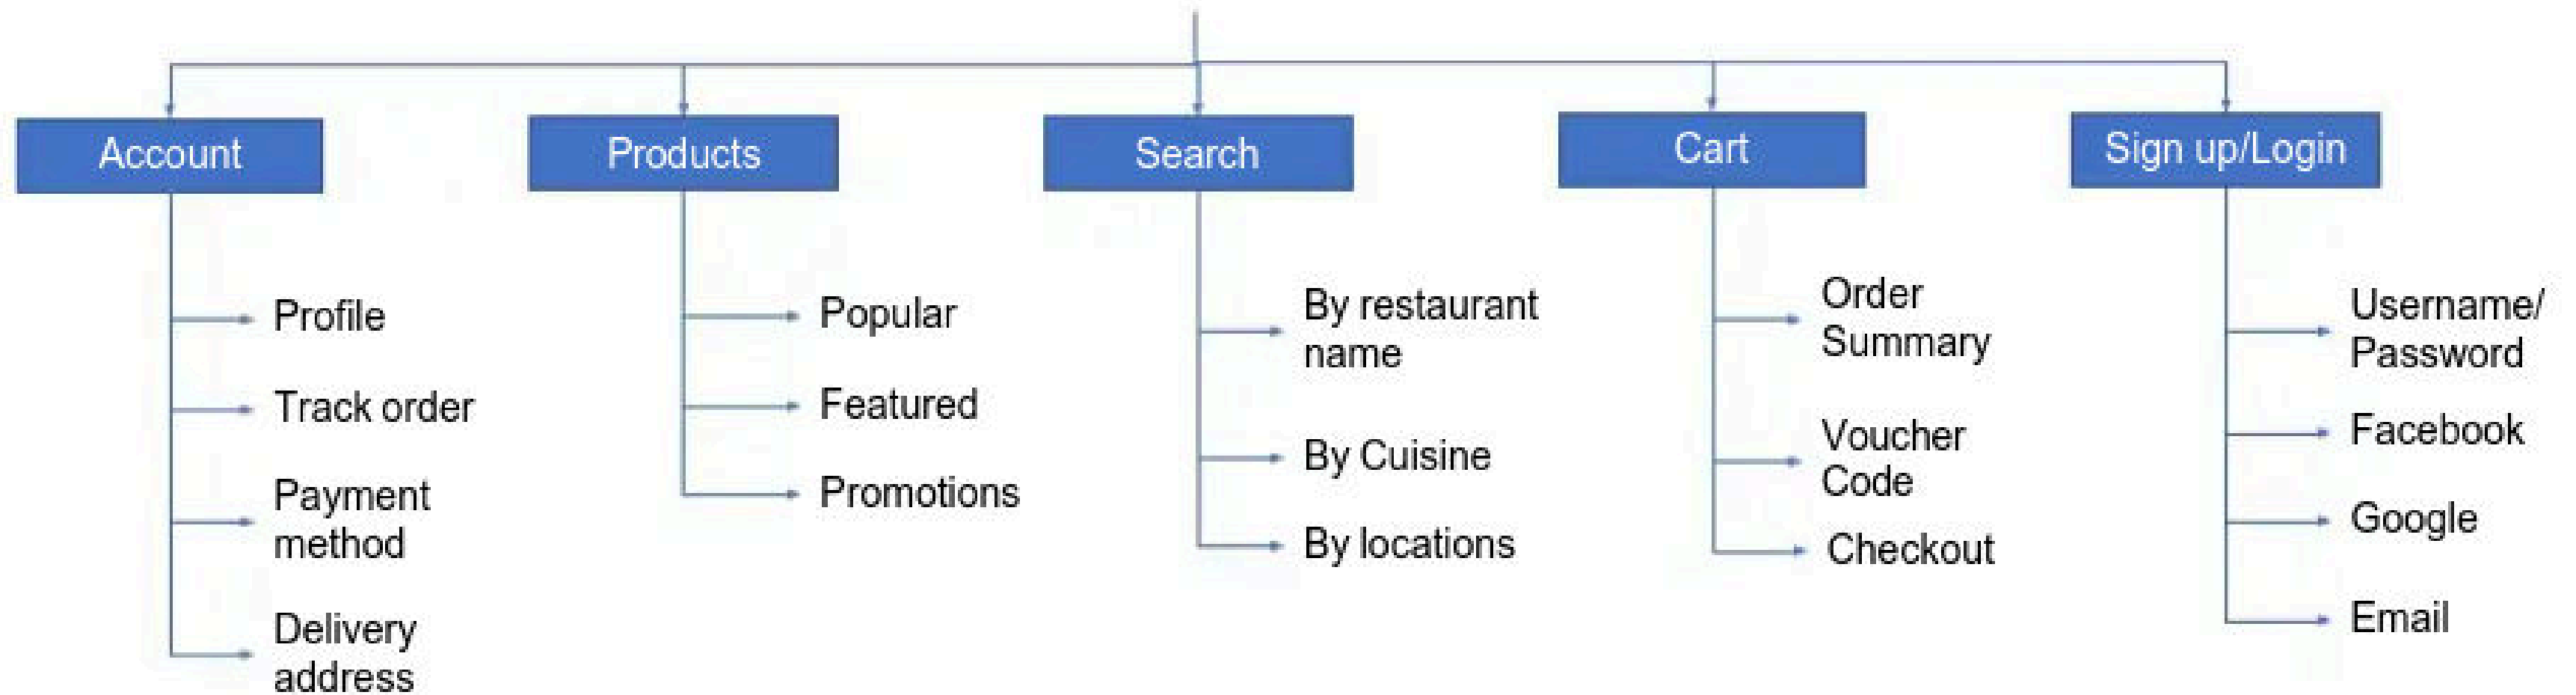 Account
Products
Search
Cart
Sign up/Login
Profile
Track order
Payment
method
Delivery
address
Popular
Featured
Promotions
By restaurant
name
By Cuisine
By locations
Order
Summary
Voucher
Code
Checkout
Username/
Password
Facebook
Google
Email